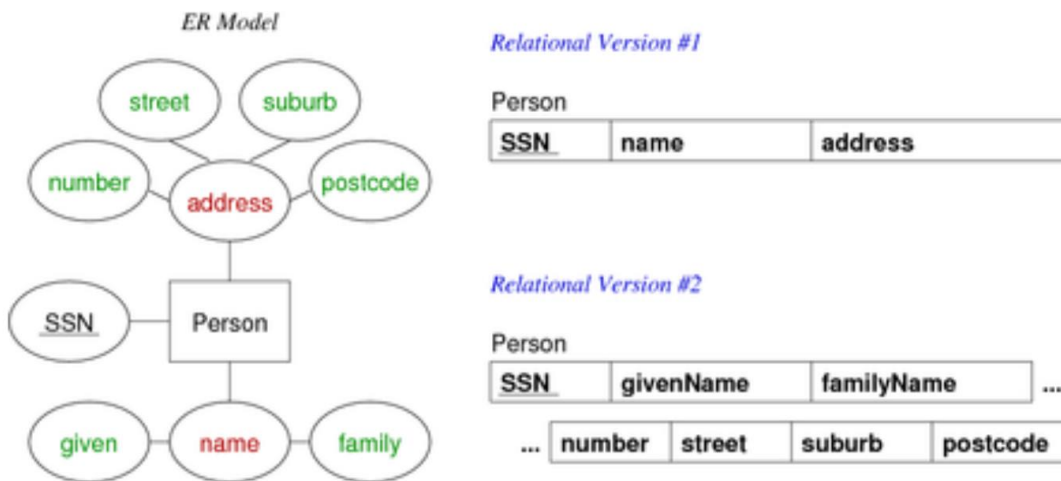 ER Model
street
suburb
number
postcode
address
SSN
Person
given
name
family
Relational Version #1
Person
SSN name address
Relational Version #2
Person
SSN givenName familyName ...
... number street suburb postcode